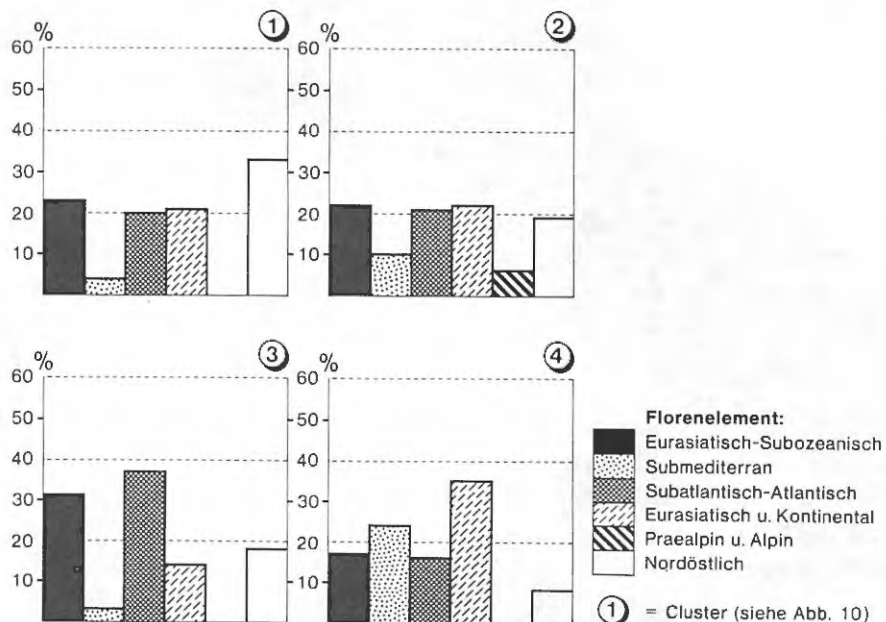 % ① % ②
60 60
50 50
40 40
30 30
20 20
10 10
% ③ % ④
60 60
50 50
40 40
30 30
20 20
10 10
Florenelement:
Eurasiatisch-Subozeanisch
Submediterran
Subatlantisch-Atlantisch
Eurasiatisch u. Kontinental
Praealpin u. Alpin
Nordöstlich
① = Cluster (siehe Abb. 10)